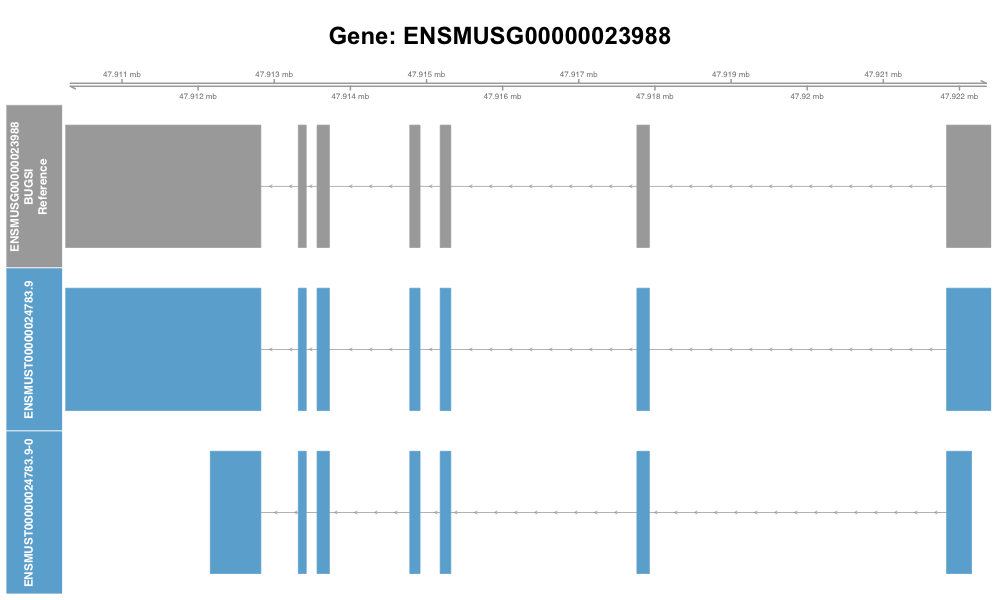 Gene: ENSMUSG00000023988
47.911 mb 47.913 mb 47.915 mb 47.917 mb 47.919 mb 47.921 mb
47.912 mb 47.914 mb 47.916 mb 47.918 mb 47.92 mb 47.922 mb
ENSMUSG00000023988
BUGSI
Reference
ENSMUST00000024783.9
ENSMUST00000024783.9-0